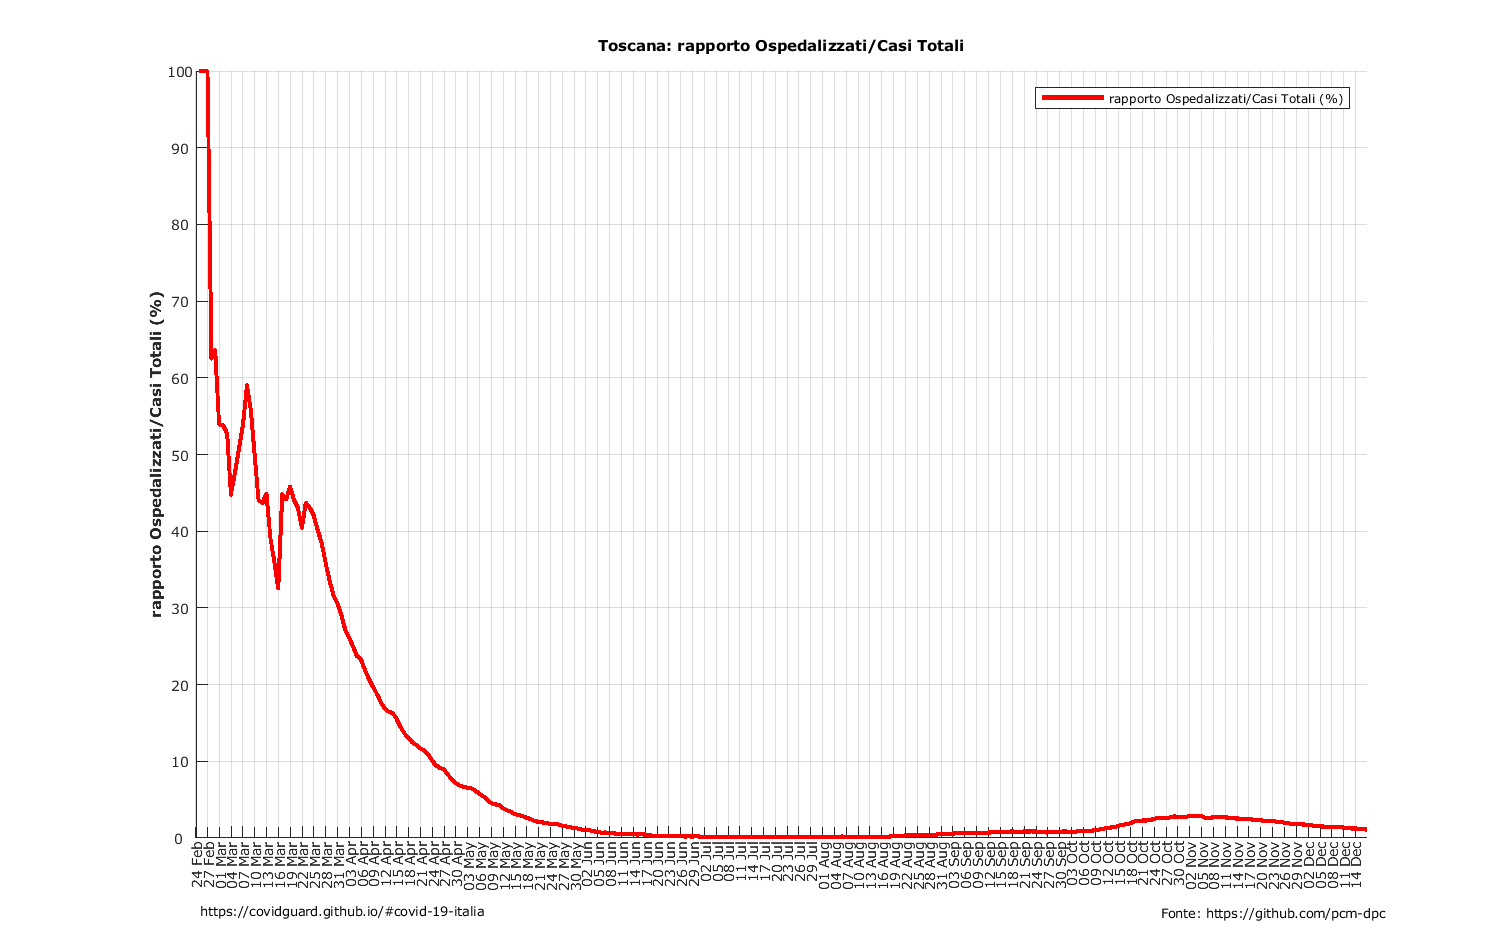 Toscana: rapporto Ospedalizzati/Casi Totali
rapporto Ospedalizzati/Casi Totali (%)
rapporto Ospedalizzati/Casi Totali (%)
100
90
80
70
60
50
40
30
20
10
0
24 Feb
27 Feb
01 Mar
04 Mar
07 Mar
10 Mar
13 Mar
16 Mar
19 Mar
22 Mar
25 Mar
28 Mar
31 Mar
03 Apr
06 Apr
09 Apr
12 Apr
15 Apr
18 Apr
21 Apr
24 Apr
27 Apr
30 Apr
03 May
06 May
09 May
12 May
15 May
18 May
21 May
24 May
27 May
30 May
02 Jun
05 Jun
08 Jun
11 Jun
14 Jun
17 Jun
20 Jun
23 Jun
26 Jun
29 Jun
02 Jul
05 Jul
08 Jul
11 Jul
14 Jul
17 Jul
20 Jul
23 Jul
26 Jul
29 Jul
01 Aug
04 Aug
07 Aug
10 Aug
13 Aug
16 Aug
19 Aug
22 Aug
25 Aug
28 Aug
31 Aug
03 Sep
06 Sep
09 Sep
12 Sep
15 Sep
18 Sep
21 Sep
24 Sep
27 Sep
30 Sep
03 Oct
06 Oct
09 Oct
12 Oct
15 Oct
18 Oct
21 Oct
24 Oct
27 Oct
30 Oct
02 Nov
05 Nov
08 Nov
11 Nov
14 Nov
17 Nov
20 Nov
23 Nov
26 Nov
29 Nov
02 Dec
05 Dec
08 Dec
11 Dec
14 Dec
https://covidguard.github.io/#covid-19-italia
Fonte: https://github.com/pcm-dpc